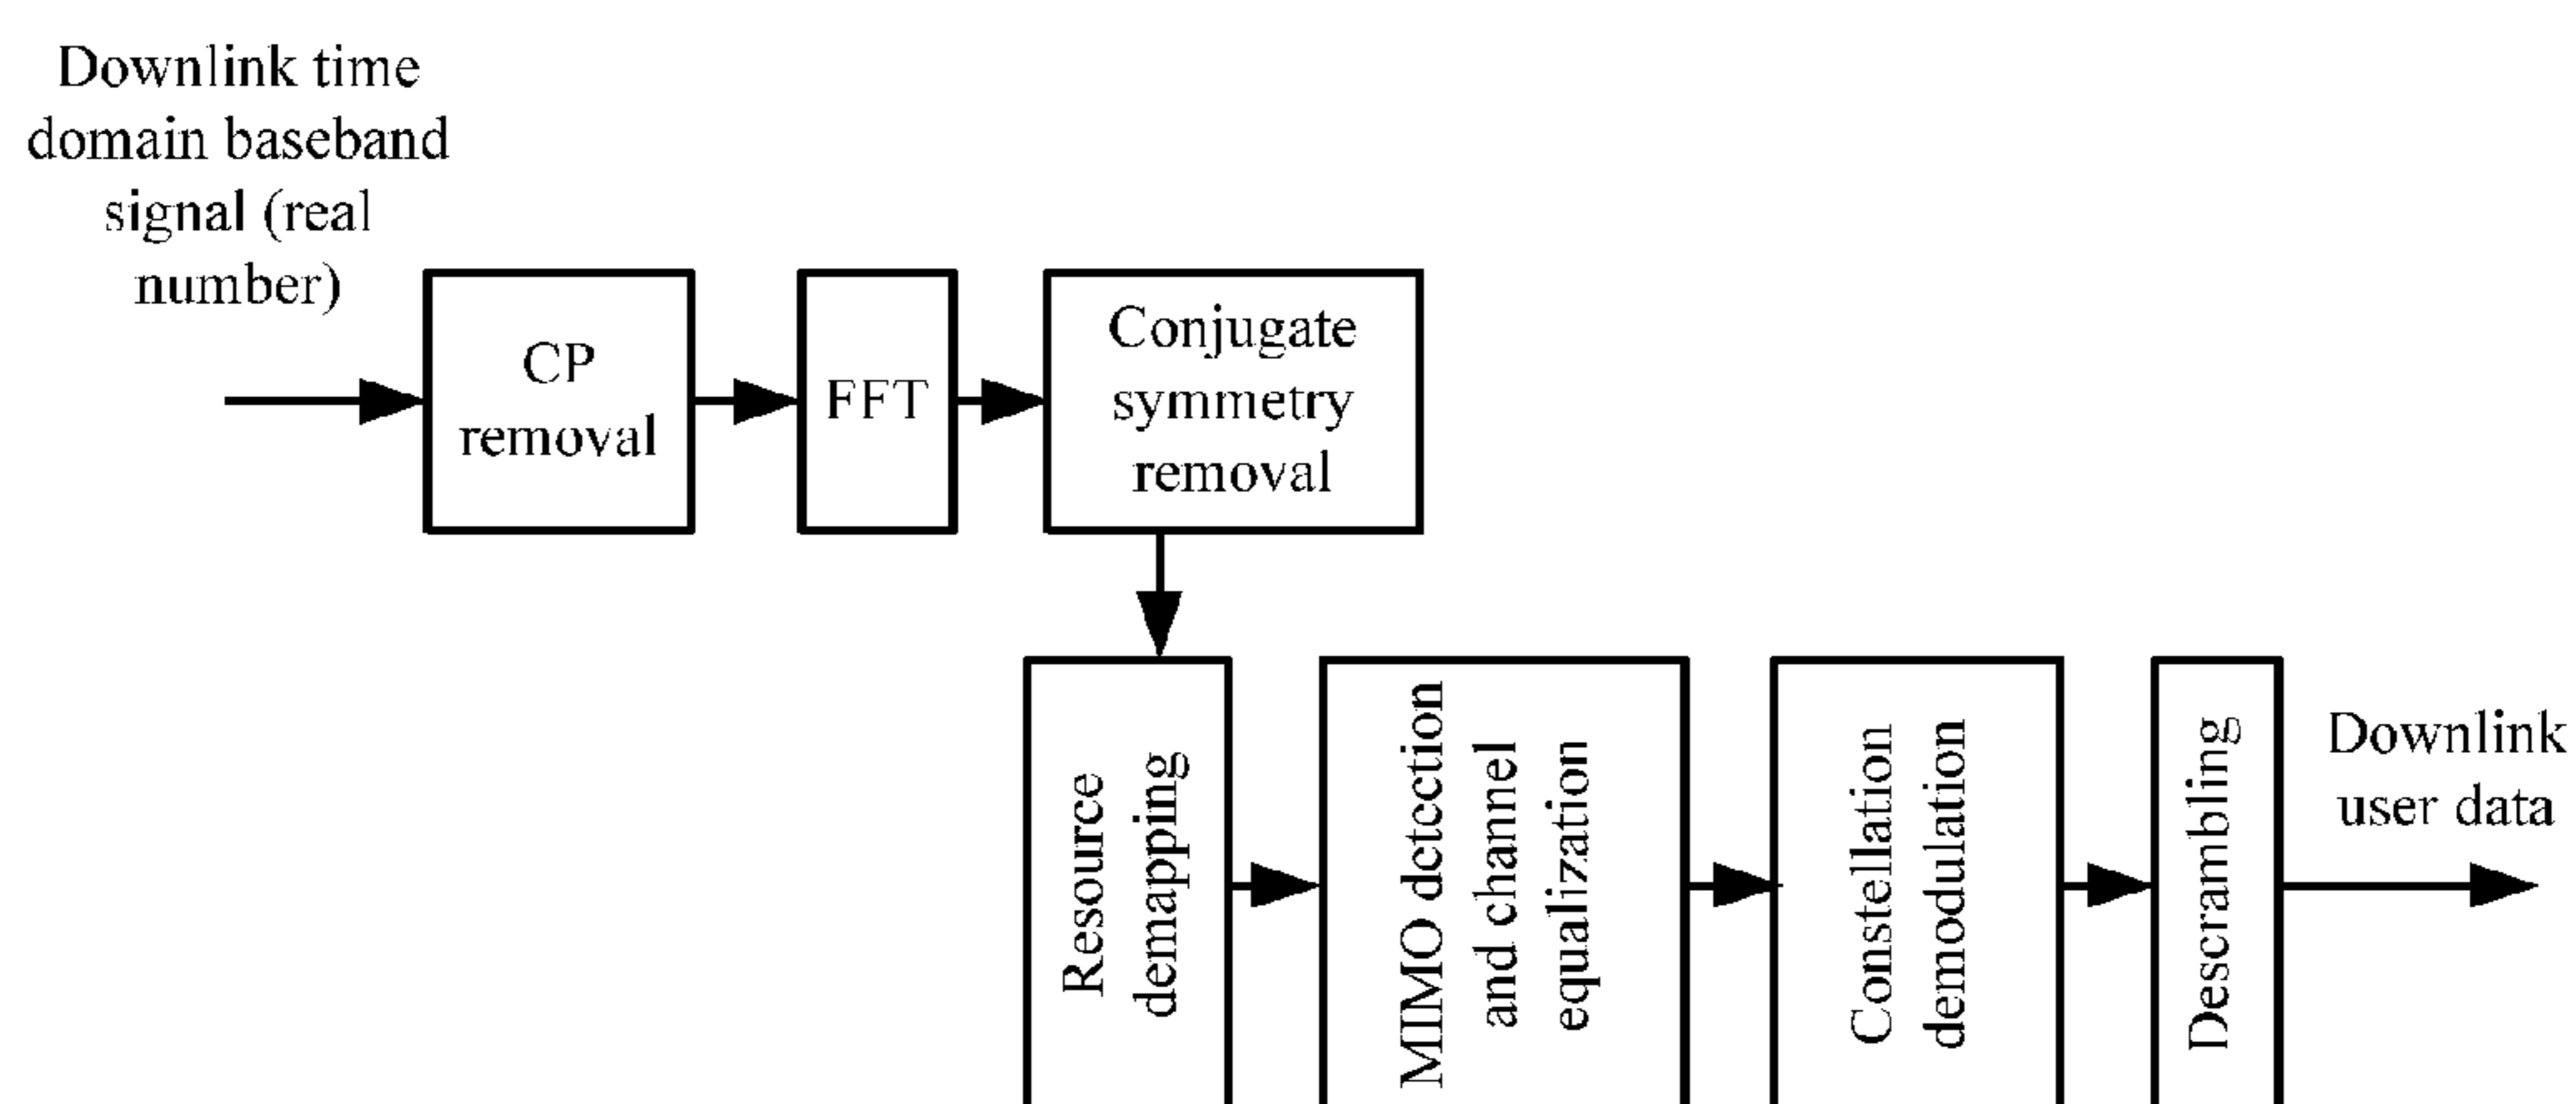 Downlink time
domain baseband
signal (real
number)
CP
removal
FFT
Conjugate
symmetry
removal
Resource
demapping
MIMO detection
and channel
equalization
Constellation
demodulation
Descrambling
Downlink
user data